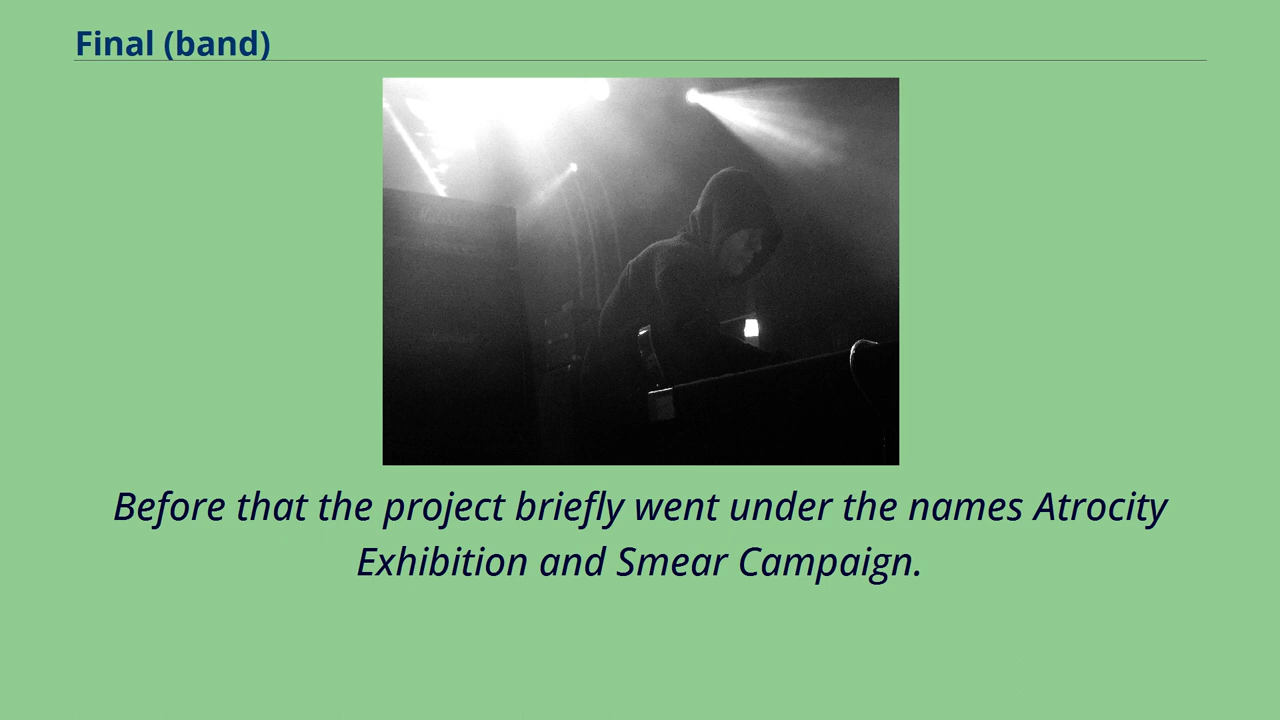 Final (band)
Before that the project briefly went under the names Atrocity
Exhibition and Smear Campaign.